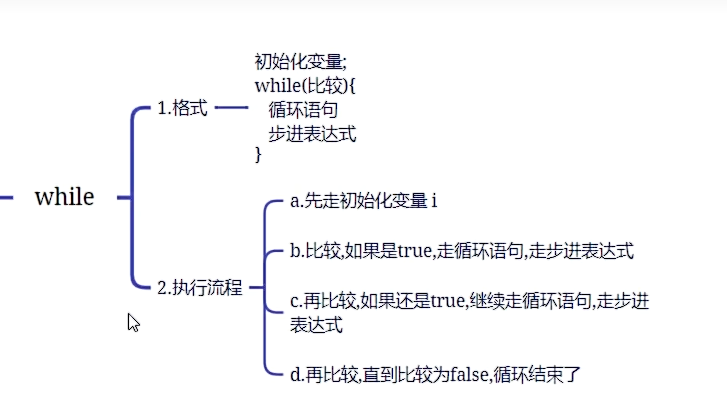 while
1.格式
初始化变量;
while(比较){
循环语句
步进表达式
}
2.执行流程
a.先走初始化变量 i
b.比较,如果是true,走循环语句,走步进表达式
c.再比较,如果还是true,继续走循环语句,走步进
表达式
d.再比较,直到比较为false,循环结束了